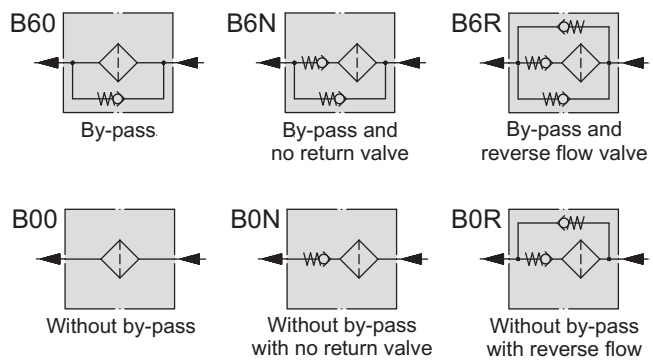 B60
By-pass
B6N
By-pass and
no return valve
B6R
By-pass and
reverse flow valve
B00
Without by-pass
B0N
Without by-pass
with no return valve
B0R
Without by-pass
with reverse flow